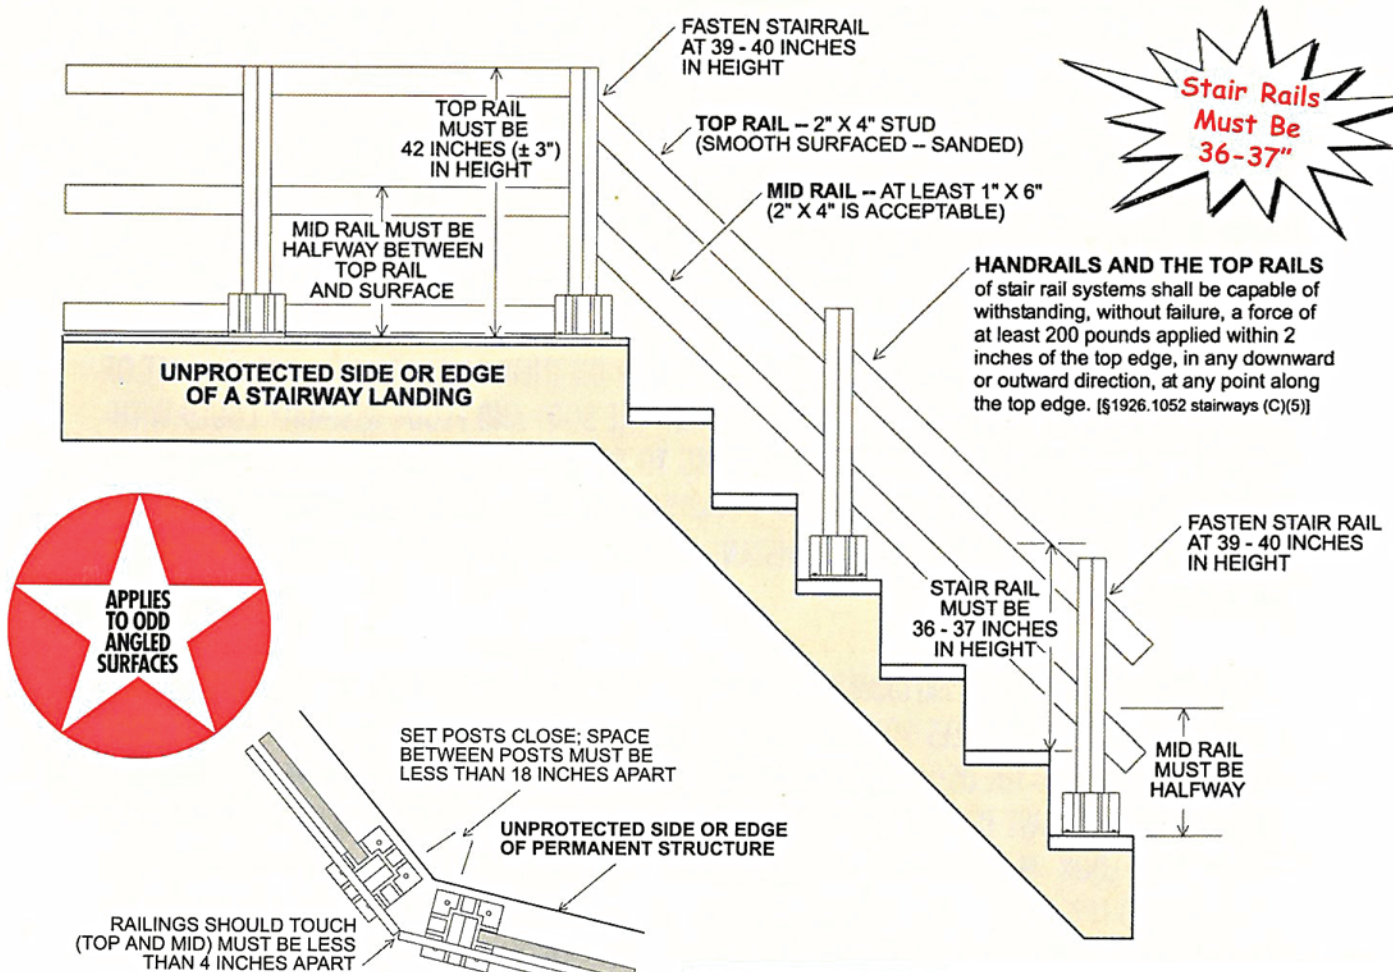 FASTEN STAIRRAIL
AT 39 - 40 INCHES
IN HEIGHT
Stair Rails
Must Be
36-37"
TOP RAIL
MUST BE
42 INCHES (± 3")
IN HEIGHT
TOP RAIL -- 2" X 4" STUD
(SMOOTH SURFACED -- SANDED)
MID RAIL -- AT LEAST 1" X 6"
(2" X 4" IS ACCEPTABLE)
MID RAIL MUST BE
HALFWAY BETWEEN
TOP RAIL
AND SURFACE
HANDRAILS AND THE TOP RAILS
of stair rail systems shall be capable of
withstanding, without failure, a force of
at least 200 pounds applied within 2
inches of the top edge, in any downward
or outward direction, at any point along
the top edge. [§1926.1052 stairways (C)(5)]
UNPROTECTED SIDE OR EDGE
OF A STAIRWAY LANDING
FASTEN STAIR RAIL
AT 39 - 40 INCHES
IN HEIGHT
STAIR RAIL
MUST BE
36 - 37 INCHES
IN HEIGHT
APPLIES
TO ODD
ANGLED
SURFACES
MID RAIL
MUST BE
HALFWAY
SET POSTS CLOSE; SPACE
BETWEEN POSTS MUST BE
LESS THAN 18 INCHES APART
UNPROTECTED SIDE OR EDGE
OF PERMANENT STRUCTURE
RAILINGS SHOULD TOUCH
(TOP AND MID) MUST BE LESS
THAN 4 INCHES APART